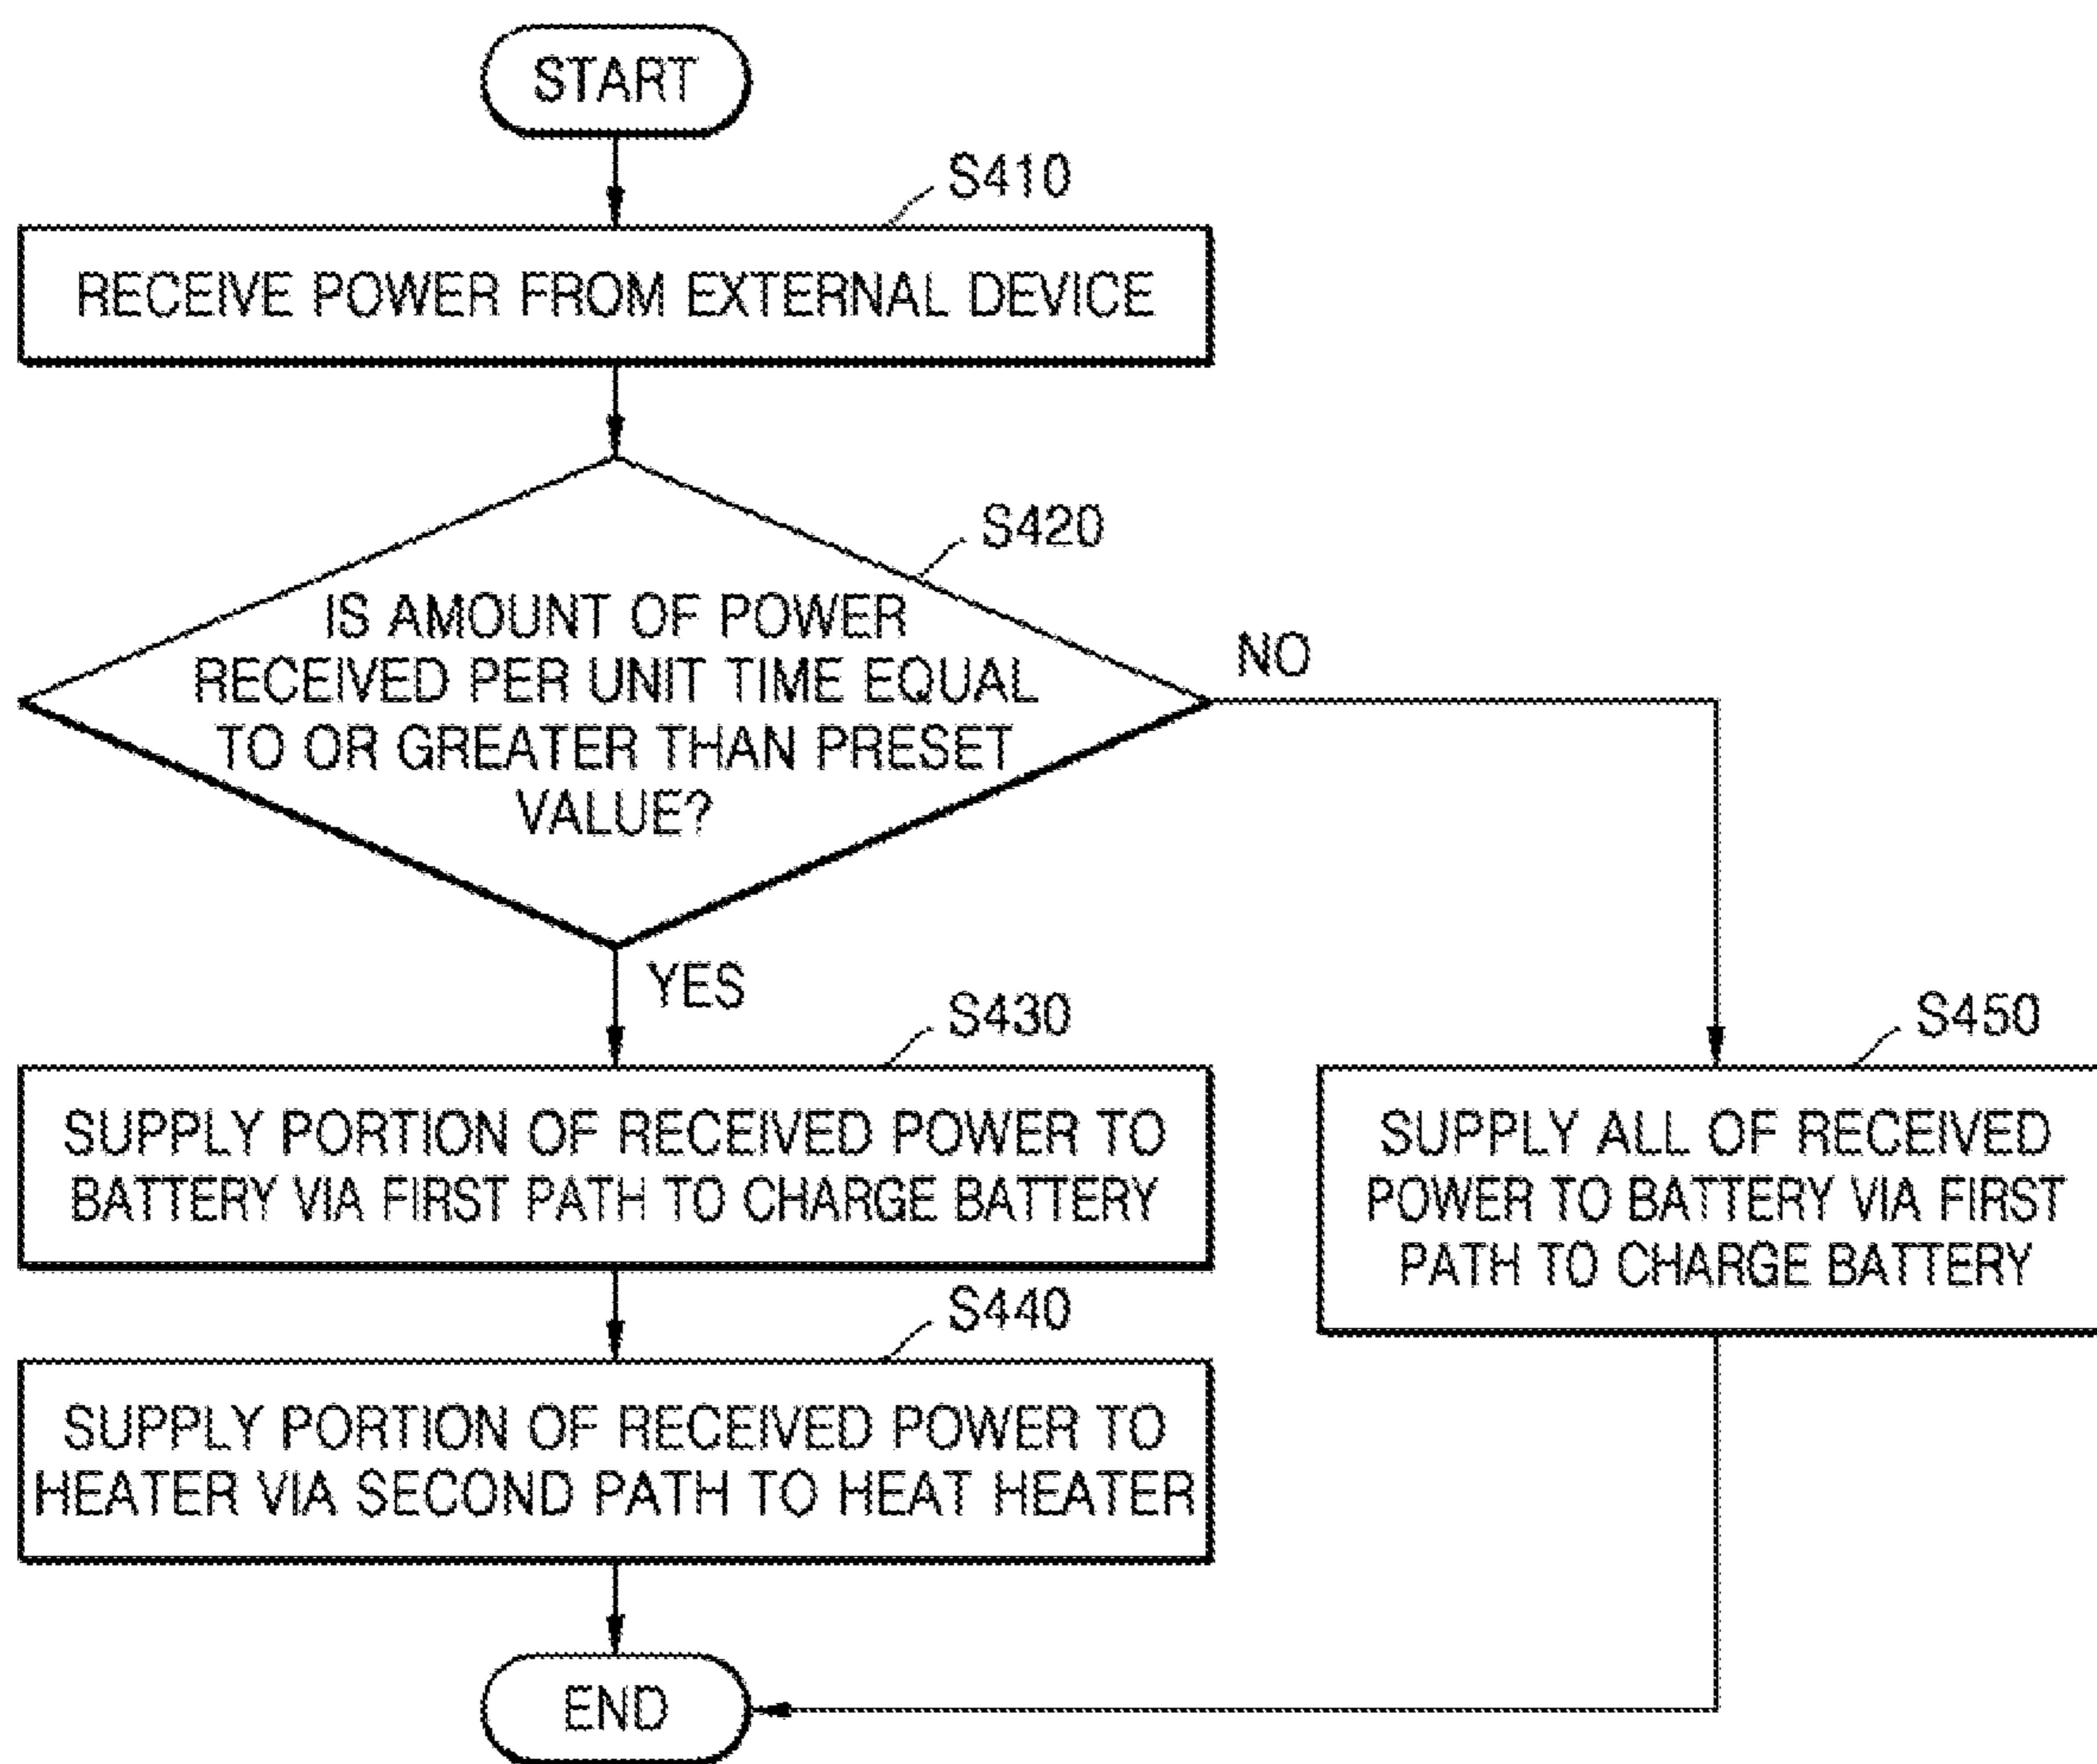 START
S410
RECEIVE POWER FROM EXTERNAL DEVICE
S420
IS AMOUNT OF POWER
RECEIVED PER UNIT TIME EQUAL
TO OR GREATER THAN PRESET
VALUE?
NO
YES
S430
SUPPLY PORTION OF RECEIVED POWER TO
BATTERY VIA FIRST PATH TO CHARGE BATTERY
S450
SUPPLY ALL OF RECEIVED
POWER TO BATTERY VIA FIRST
PATH TO CHARGE BATTERY
S440
SUPPLY PORTION OF RECEIVED POWER TO
HEATER VIA SECOND PATH TO HEAT HEATER
END